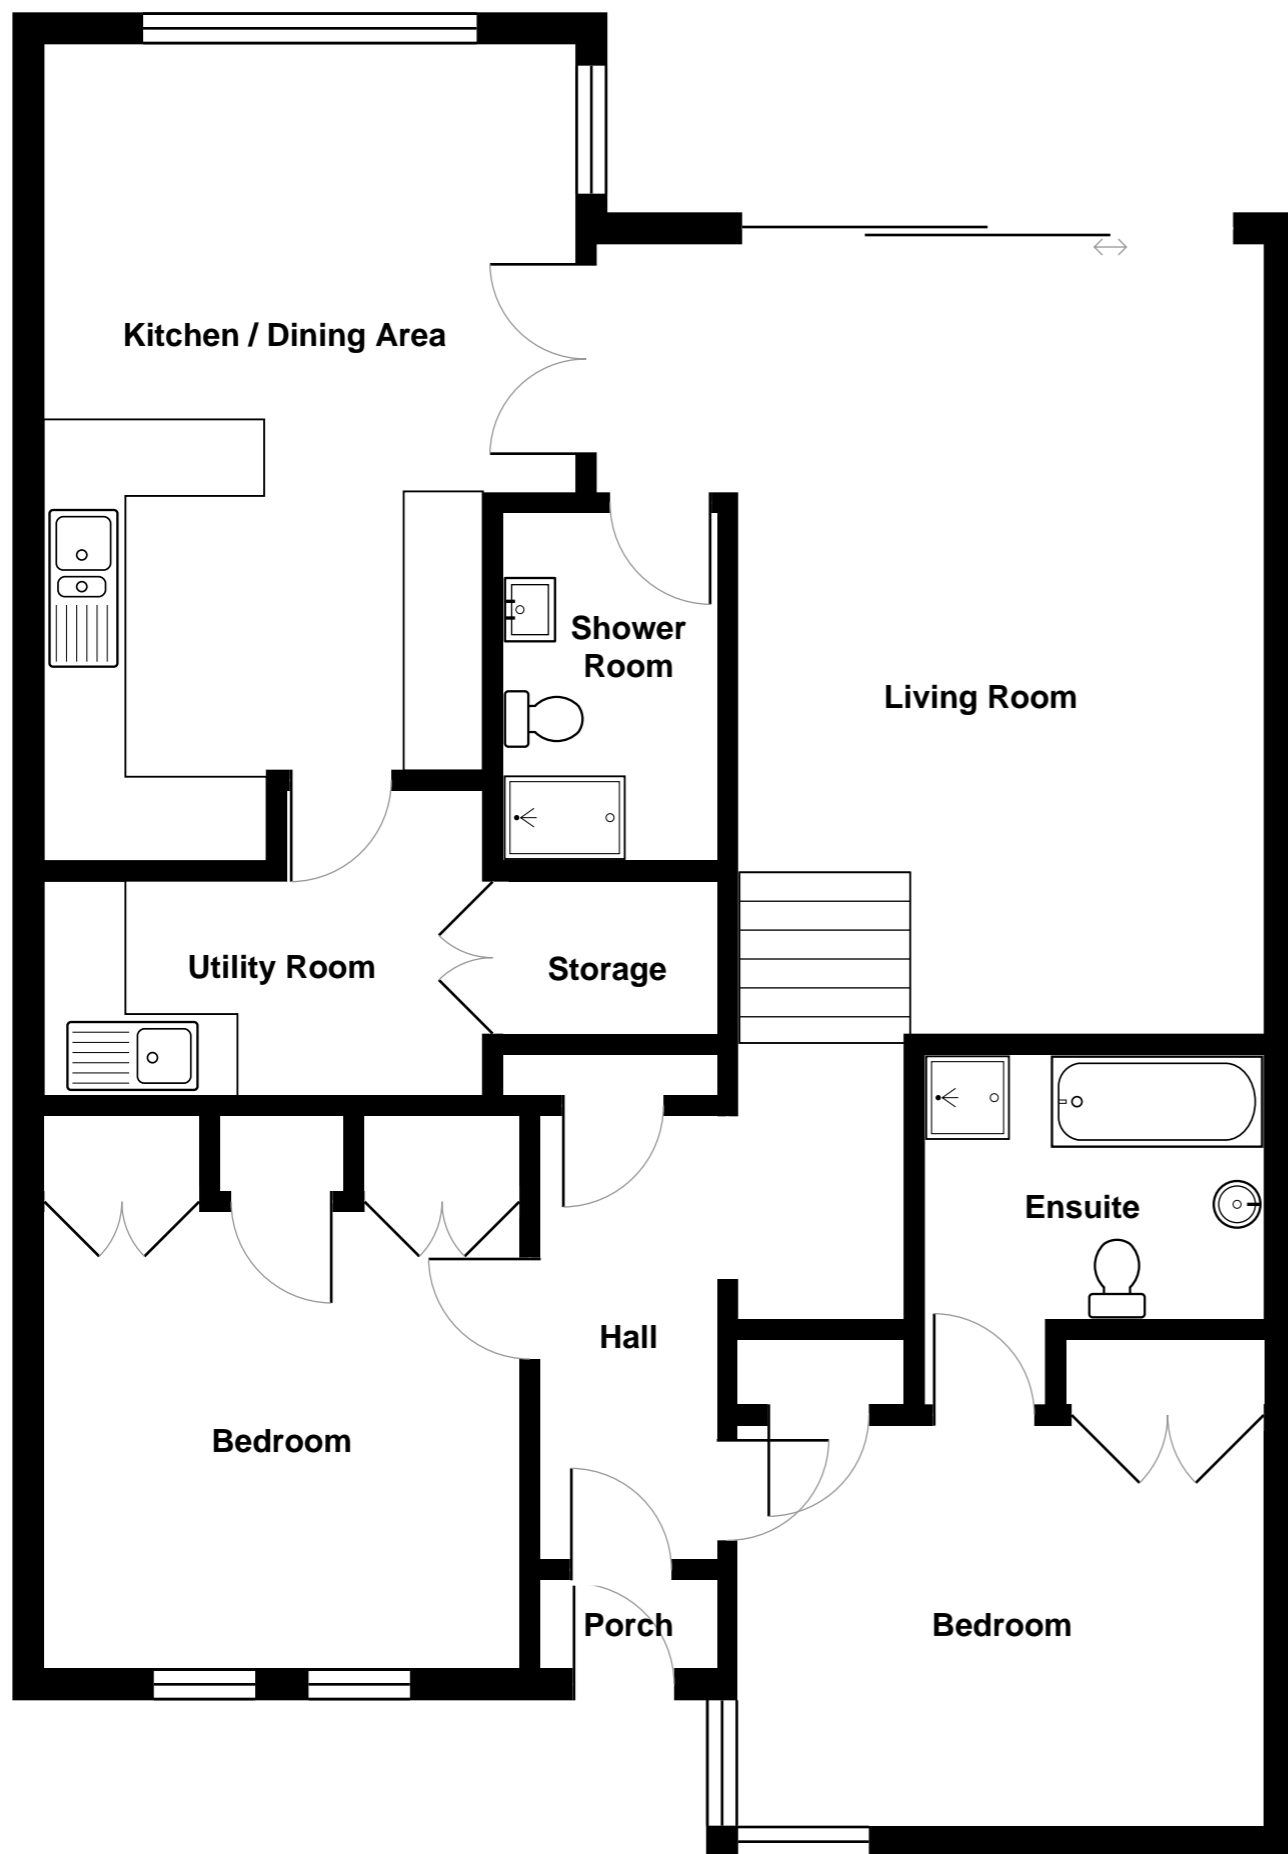 Kitchen / Dining Area
Shower
Room
Living Room
Utility Room
Storage
Ensuite
Hall
Bedroom
Porch
Bedroom